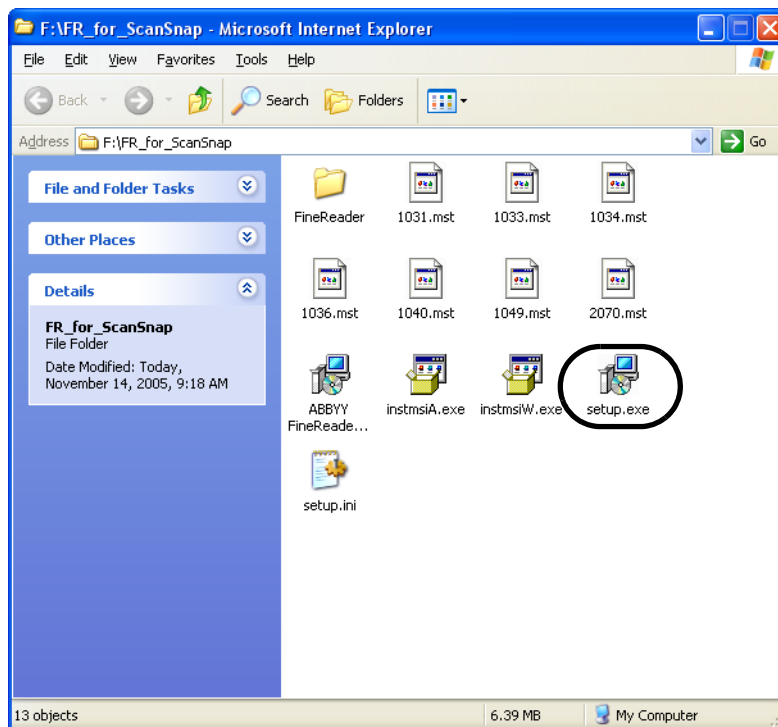 F:\FR_for_ScanSnap - Microsoft Internet Explorer
File Edit View Favorites Tools Help
Back Search Folders
Address F:\FR_for_ScanSnap Go
File and Folder Tasks
Other Places
Details
FR_for_ScanSnap
File Folder
Date Modified: Today,
November 14, 2005, 9:18 AM
FineReader 1031.mst 1033.mst 1034.mst
1036.mst 1040.mst 1049.mst 2070.mst
ABBYY
FineReade... instmsiA.exe instmsiW.exe setup.exe
setup.ini
13 objects 6.39 MB My Computer